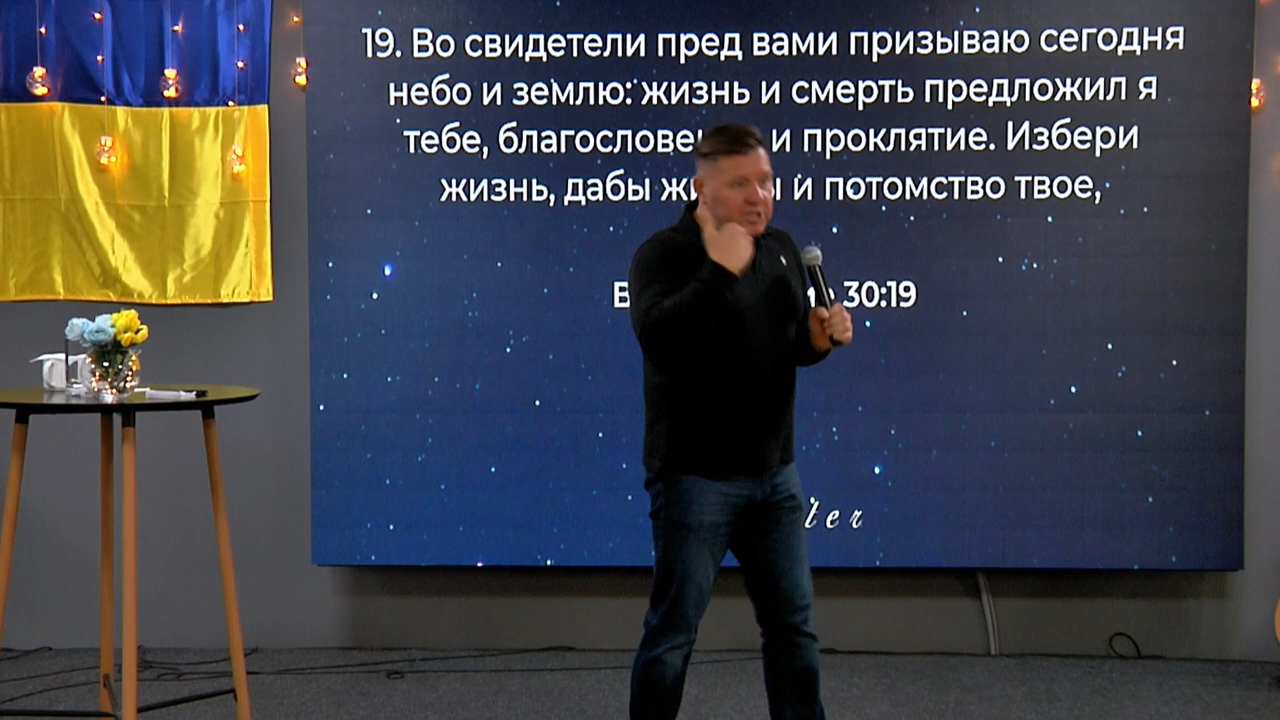 19. Во свидетели пред вами призываю сегодня
небо и землю: жизнь и смерть предложил я
тебе, и проклятие. Избери
жизнь, дабы и потомство твое,
30:19